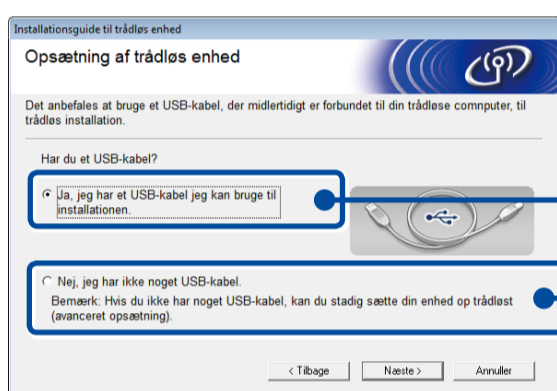 Installationsguide til trådløs enhed
Opsætning af trådløs enhed
Det anbefales at bruge et USB-kabel, der midlertidigt er forbundet til din trådløse comnputer, til
trådløs installation.
Har du et USB-kabel?
Ja, jeg har et USB-kabel jeg kan bruge til
installationen.
Nej, jeg har ikke noget USB-kabel.
Bemærk: Hvis du ikke har noget USB-kabel, kan du stadig sætte din enhed op trådløst
(avanceret opsætning).
< Tilbage
Næste >
Annuller